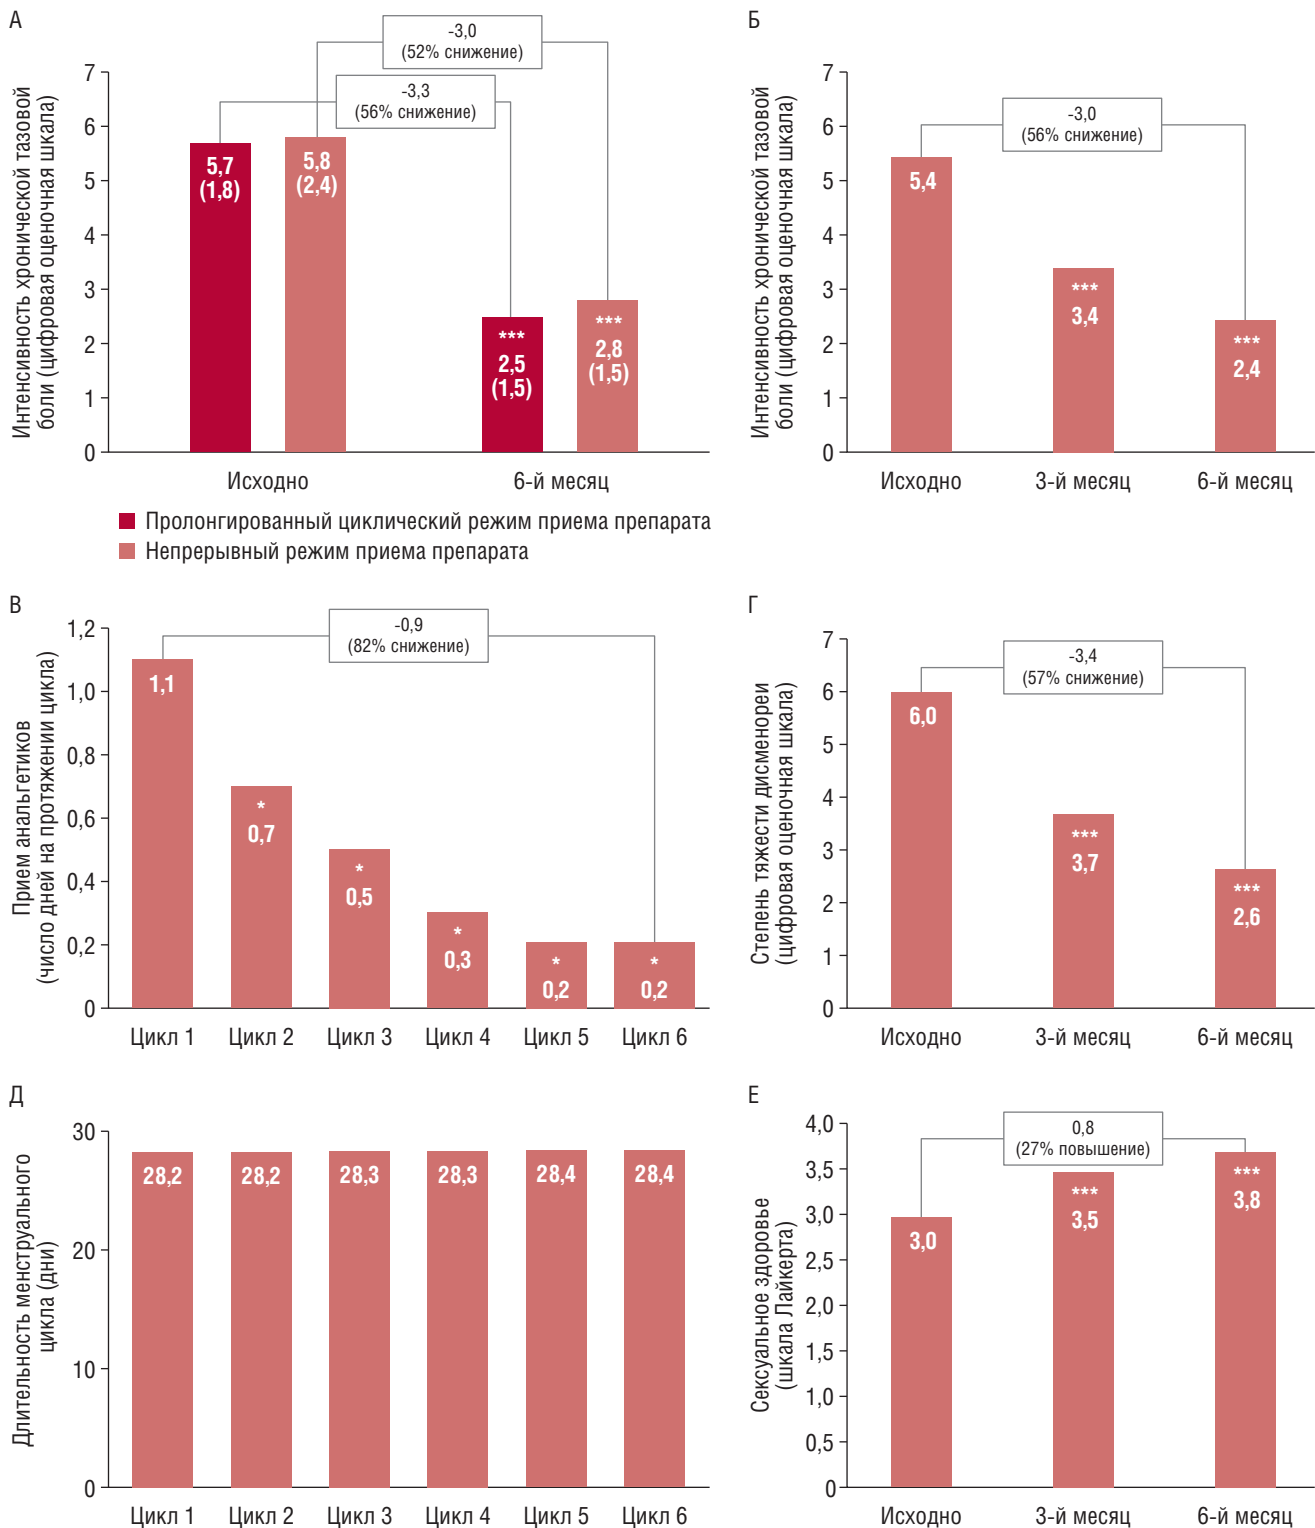 А
Интенсивность хронической тазовой
боли (цифровая оценочная шкала)
7
6
5
4
3
2
1
0
-3,0
(52% снижение)
-3,3
(56% снижение)
5,7
(1,8)
5,8
(2,4)
***
2,5
(1,5)
***
2,8
(1,5)
Исходно
6-й месяц
Пролонгированный циклический режим приема препарата
Непрерывный режим приема препарата
Б
Интенсивность хронической тазовой
боли (цифровая оценочная шкала)
7
6
5
4
3
2
1
0
-3,0
(56% снижение)
5,4
***
3,4
***
2,4
Исходно
3-й месяц
6-й месяц
В
Прием анальгетиков
(число дней на протяжении цикла)
1,2
1,0
0,8
0,6
0,4
0,2
0
-0,9
(82% снижение)
1,1
*
0,7
*
0,5
*
0,3
*
0,2
*
0,2
Цикл 1
Цикл 2
Цикл 3
Цикл 4
Цикл 5
Цикл 6
Г
Степень тяжести дисменореи
(цифровая оценочная шкала)
7
6
5
4
3
2
1
0
-3,4
(57% снижение)
6,0
***
3,7
***
2,6
Исходно
3-й месяц
6-й месяц
Д
Длительность менструального
цикла (дни)
30
20
10
0
28,2
28,2
28,3
28,3
28,4
28,4
Цикл 1
Цикл 2
Цикл 3
Цикл 4
Цикл 5
Цикл 6
Е
Сексуальное здоровье
(шкала Лайкерта)
4,0
3,5
3,0
2,5
2,0
1,5
1,0
0,5
0
0,8
(27% повышение)
3,0
***
3,5
***
3,8
Исходно
3-й месяц
6-й месяц